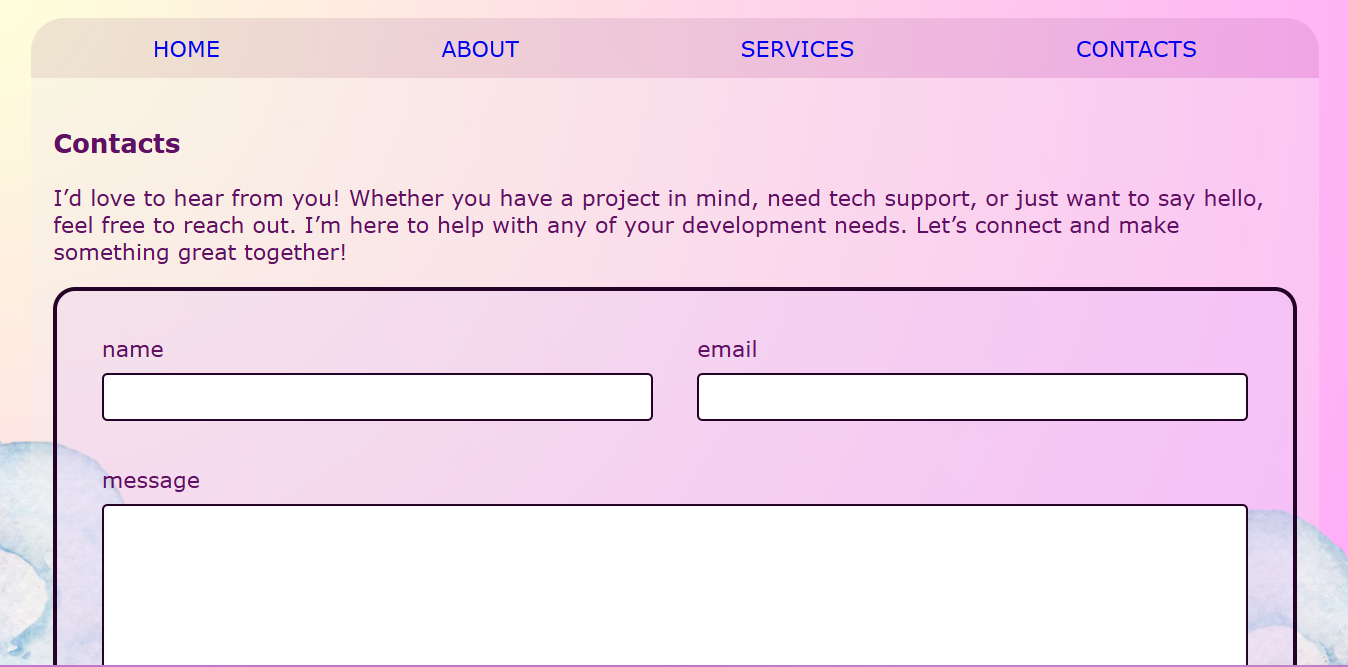 HOME ABOUT SERVICES CONTACTS
Contacts
I’d love to hear from you! Whether you have a project in mind, need tech support, or just want to say hello,
feel free to reach out. I’m here to help with any of your development needs. Let’s connect and make
something great together!
name email
message